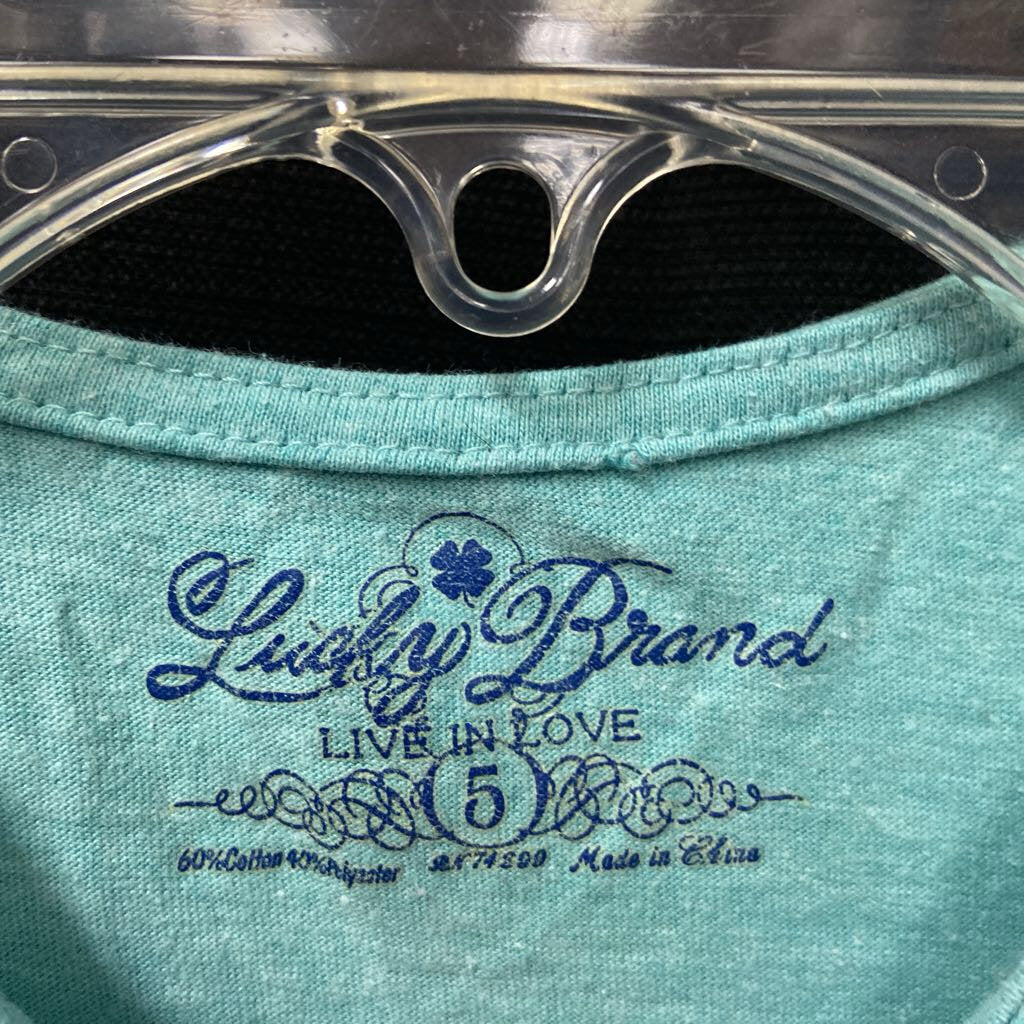 Lucky Brand
LIVE IN LOVE
5
60%Cotton 40%Polyester Made in China